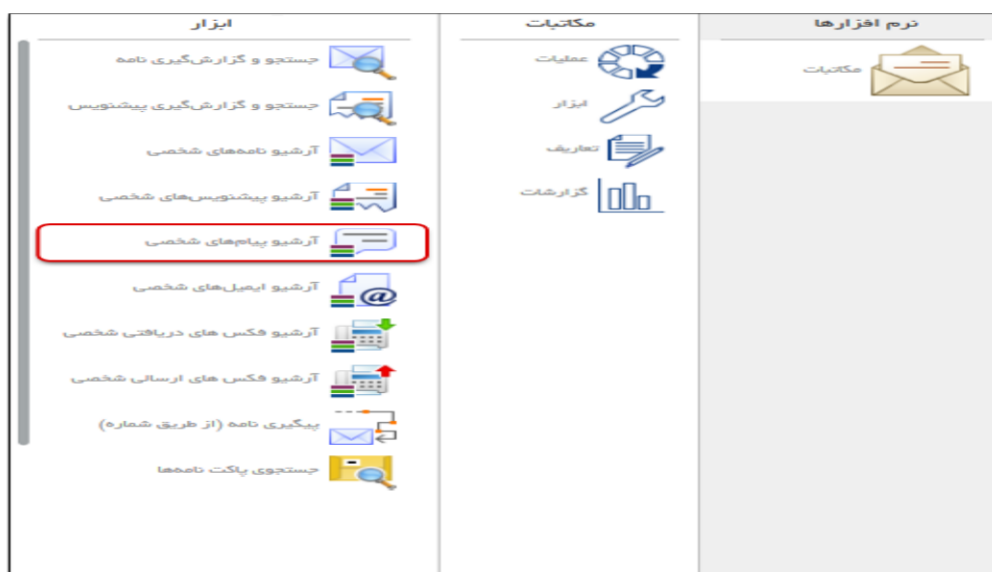 نرم افزارها
مکاتبات
مکاتبات
عملیات
ابزار
تعاریف
گزارشات
ابزار
جستجو و گزارش‌گیری نامه
جستجو و گزارش‌گیری پیشنویس
آرشیو نامه‌های شخصی
آرشیو پیشنویس‌های شخصی
آرشیو پیام‌های شخصی
آرشیو ایمیل‌های شخصی
آرشیو فکس های دریافتی شخصی
آرشیو فکس های ارسالی شخصی
پیگیری نامه (از طریق شماره)
جستجوی پاکت نامه‌ها